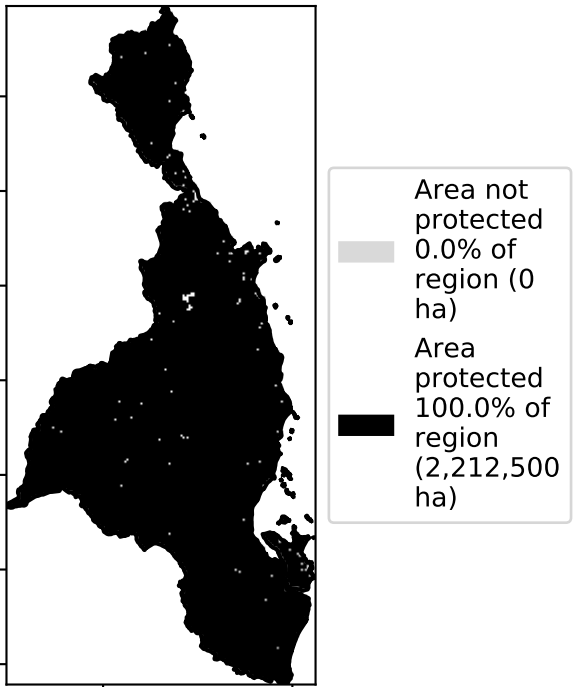 Area not
protected
0.0% of
region (0
ha)
Area
protected
100.0% of
region
(2,212,500
ha)